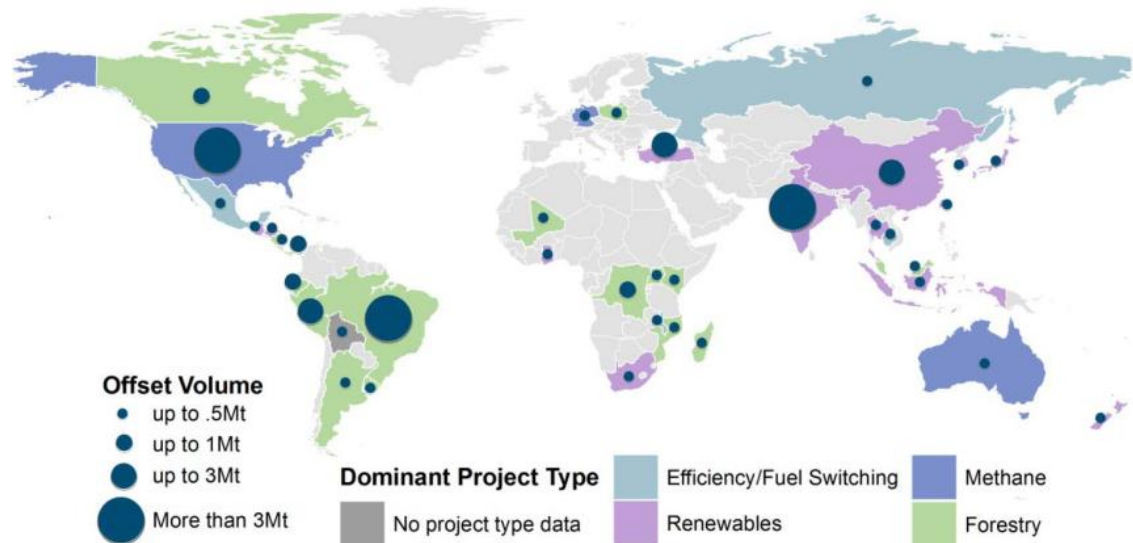 Offset Volume
up to .5Mt
up to 1Mt
up to 3Mt
More than 3Mt
Dominant Project Type
No project type data
Efficiency/Fuel Switching
Renewables
Methane
Forestry